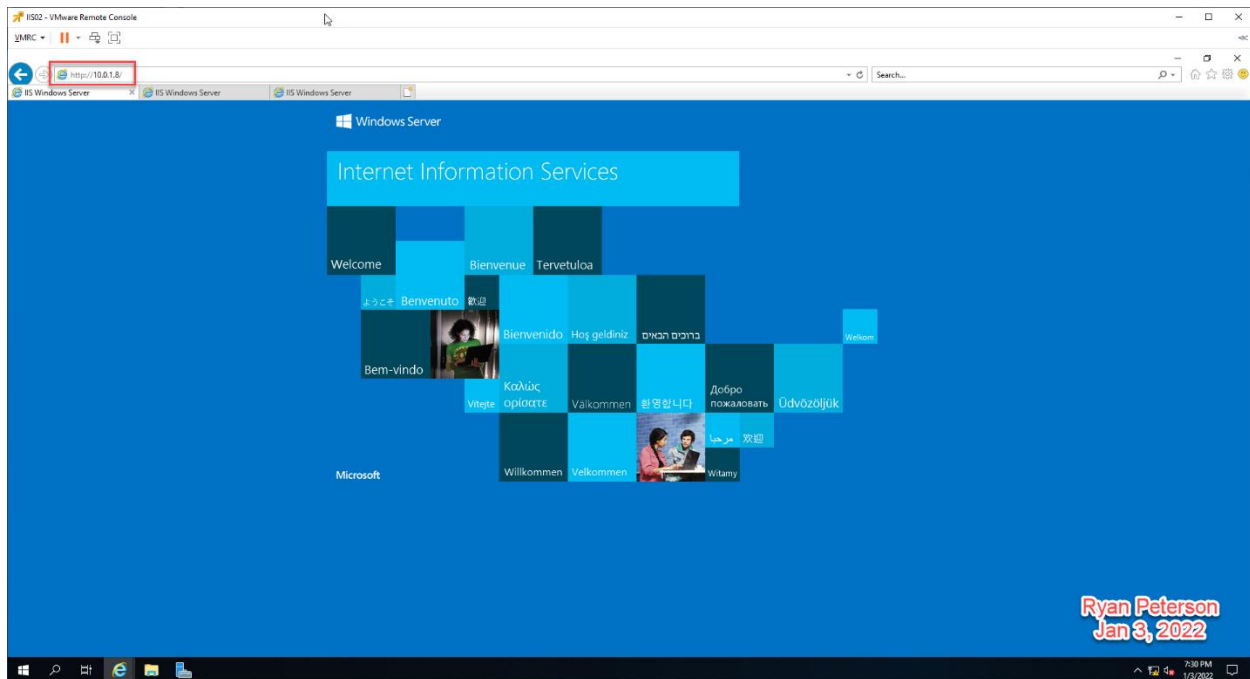 IIS02 - VMware Remote Console
VMRC
http://10.0.1.8/
Search...
IIS Windows Server
IIS Windows Server
IIS Windows Server
Windows Server
Internet Information Services
Welcome
Bienvenue
Tervetuloa
ようこそ
Benvenuto
歡迎
Bienvenido
Hoş geldiniz
ברוכים הבאים
Welkom
Bem-vindo
Vítejte
Καλώς
ορίσατε
Välkommen
환영합니다
Добро
пожаловать
Üdvözöljük
مرحبا
欢迎
Microsoft
Willkommen
Velkommen
Witamy
Ryan Peterson
Jan 3, 2022
7:30 PM
1/3/2022